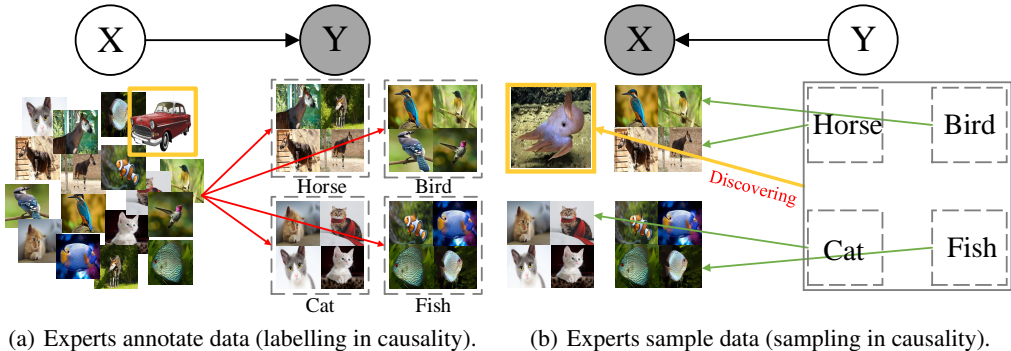 X
Y
Horse
Bird
Cat
Fish
(a) Experts annotate data (labelling in causality).
X
Y
Horse
Bird
Discovering
Cat
Fish
(b) Experts sample data (sampling in causality).